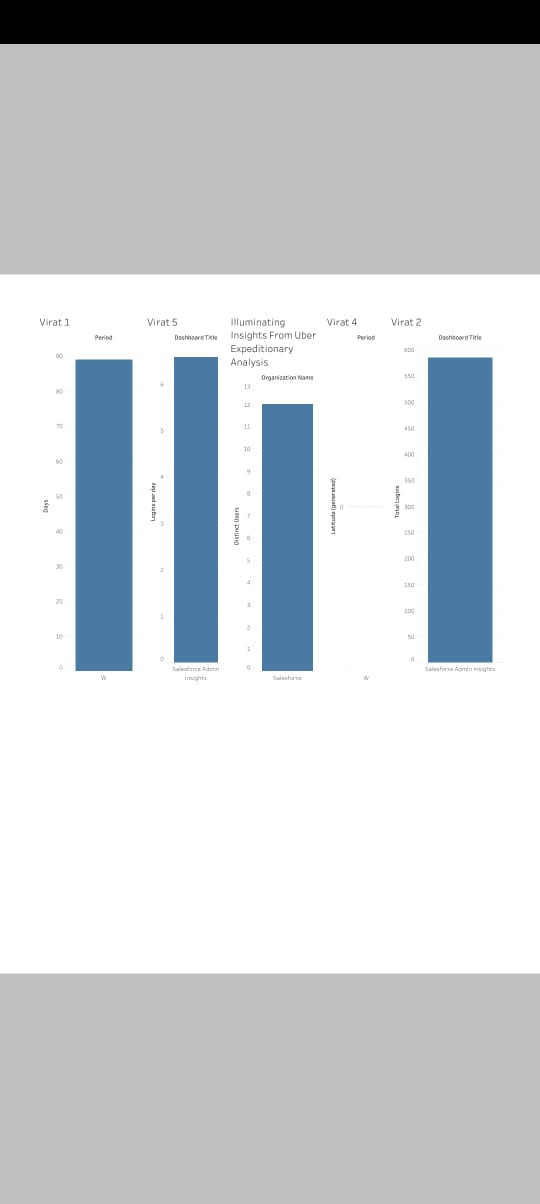 Virat 1
Period
Days
90
80
70
60
50
40
30
20
10
0
W
Virat 5
Dashboard Title
Logins per day
6
5
4
3
2
1
0
Salesforce Admin
Insights
Illuminating
Insights From Uber
Expeditionary
Analysis
Organization Name
Distinct Users
13
12
11
10
9
8
7
6
5
4
3
2
1
0
Salesforce
Virat 4
Period
Latitude (generated)
0
W
Virat 2
Dashboard Title
Total Logins
600
550
500
450
400
350
300
250
200
150
100
50
0
Salesforce Admin Insights